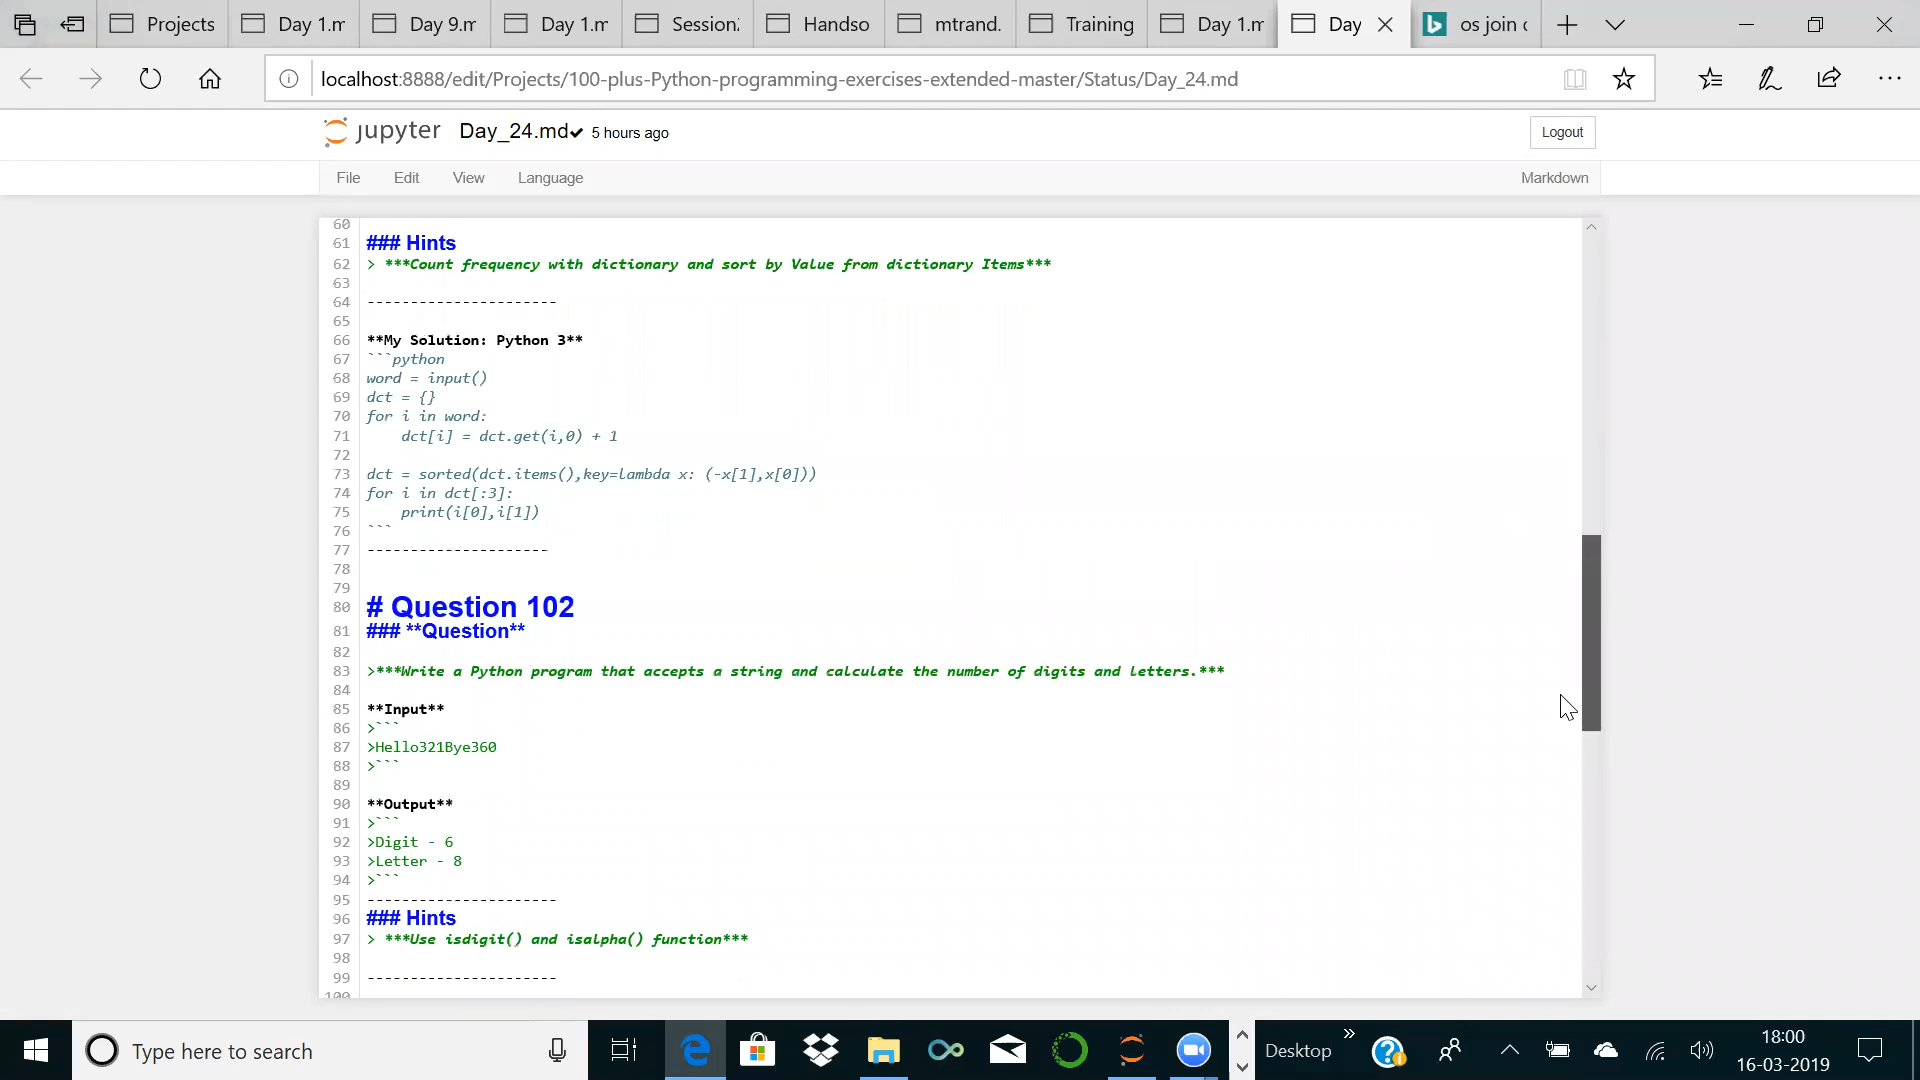 Projects
Day 1.m
Day 9.m
Day 1.m
Session
Handso
mtrand.
Training
Day 1.m
Day
os join c
localhost:8888/edit/Projects/100-plus-Python-programming-exercises-extended-master/Status/Day_24.md
jupyter Day_24.md 5 hours ago
Logout
File Edit View Language
Markdown
60
61 ### Hints
62 > ***Count frequency with dictionary and sort by Value from dictionary Items***
63
64 ----------------------
65
66 **My Solution: Python 3**
67 ```python
68 word = input()
69 dct = {}
70 for i in word:
71     dct[i] = dct.get(i,0) + 1
72
73 dct = sorted(dct.items(),key=lambda x: (-x[1],x[0]))
74 for i in dct[:3]:
75     print(i[0],i[1])
76 ```
77 ---------------------
78
79
80 # Question 102
81 ### **Question**
82
83 >***Write a Python program that accepts a string and calculate the number of digits and letters.***
84
85 **Input**
86 >```
87 >Hello321Bye360
88 >```
89
90 **Output**
91 >```
92 >Digit - 6
93 >Letter - 8
94 >```
95 ----------------------
96 ### Hints
97 > ***Use isdigit() and isalpha() function***
98
99 ----------------------
100
Type here to search
Desktop
18:00
16-03-2019